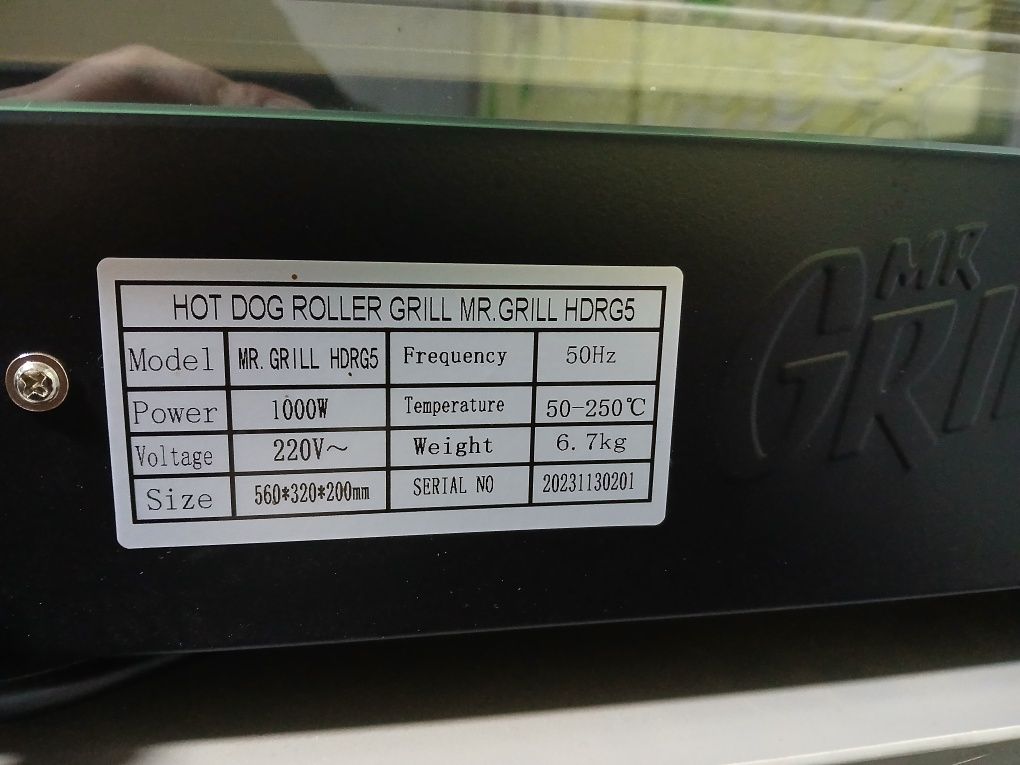 HOT DOG ROLLER GRILL MR.GRILL HDRG5
Model MR. GRILL HDRG5 Frequency 50Hz
Power 1000W Temperature 50-250℃
Voltage 220V~ Weight 6.7kg
Size 560*320*200mm SERIAL NO 20231130201
MR
GRILL